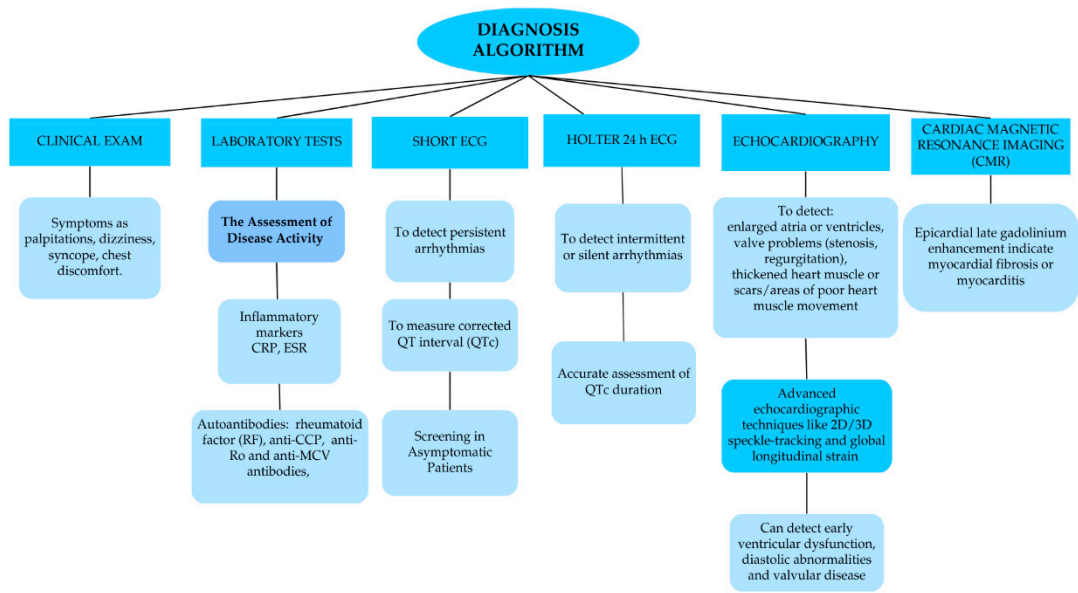 DIAGNOSIS
ALGORITHM
CLINICAL EXAM
Symptoms as
palpitations, dizziness,
syncope, chest
discomfort.
LABORATORY TESTS
The Assessment of
Disease Activity
Inflammatory
markers
CRP, ESR
Autoantibodies: rheumatoid
factor (RF), anti-CCP, anti-
Ro and anti-MCV
antibodies,
SHORT ECG
To detect persistent
arrhythmias
To measure corrected
QT interval (QTc)
Screening in
Asymptomatic
Patients
HOLTER 24 h ECG
To detect intermittent
or silent arrhythmias
Accurate assessment of
QTc duration
ECHOCARDIOGRAPHY
To detect:
enlarged atria or ventricles,
valve problems (stenosis,
regurgitation),
thickened heart muscle or
scars/areas of poor heart
muscle movement
Advanced
echocardiographic
techniques like 2D/3D
speckle-tracking and global
longitudinal strain
Can detect early
ventricular dysfunction,
diastolic abnormalities
and valvular disease
CARDIAC MAGNETIC
RESONANCE IMAGING
(CMR)
Epicardial late gadolinium
enhancement indicate
myocardial fibrosis or
myocarditis